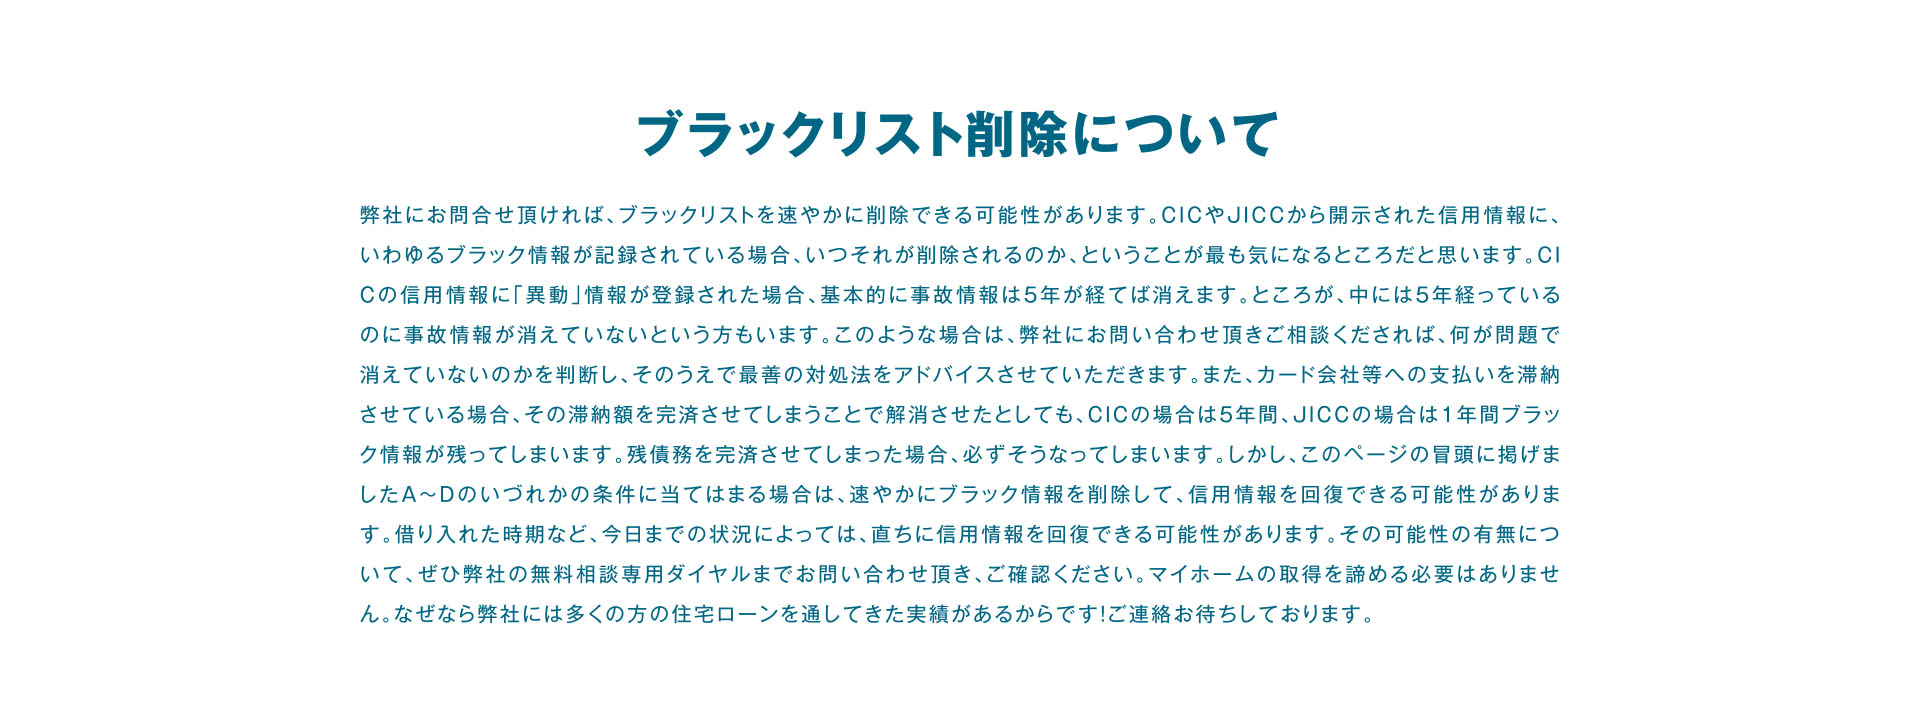 ブラックリスト削除について
弊社にお問合せ頂ければ、ブラックリストを速やかに削除できる可能性があります。CICやJICCから開示された信用情報に、
いわゆるブラック情報が記録されている場合、いつそれが削除されるのか、ということが最も気になるところだと思います。CI
Cの信用情報に「異動」情報が登録された場合、基本的に事故情報は5年が経てば消えます。ところが、中には5年経っている
のに事故情報が消えていないという方もいます。このような場合は、弊社にお問い合わせ頂きご相談くだされば、何が問題で
消えていないのかを判断し、そのうえで最善の対処法をアドバイスさせていただきます。また、カード会社等への支払いを滞納
させている場合、その滞納額を完済させてしまうことで解消させたとしても、CICの場合は5年間、JICCの場合は1年間ブラッ
ク情報が残ってしまいます。残債務を完済させてしまった場合、必ずそうなってしまいます。しかし、このページの冒頭に掲げま
したA〜Dのいづれかの条件に当てはまる場合は、速やかにブラック情報を削除して、信用情報を回復できる可能性がありま
す。借り入れた時期など、今日までの状況によっては、直ちに信用情報を回復できる可能性があります。その可能性の有無につ
いて、ぜひ弊社の無料相談専用ダイヤルまでお問い合わせ頂き、ご確認ください。マイホームの取得を諦める必要はありませ
ん。なぜなら弊社には多くの方の住宅ローンを通してきた実績があるからです!ご連絡お待ちしております。